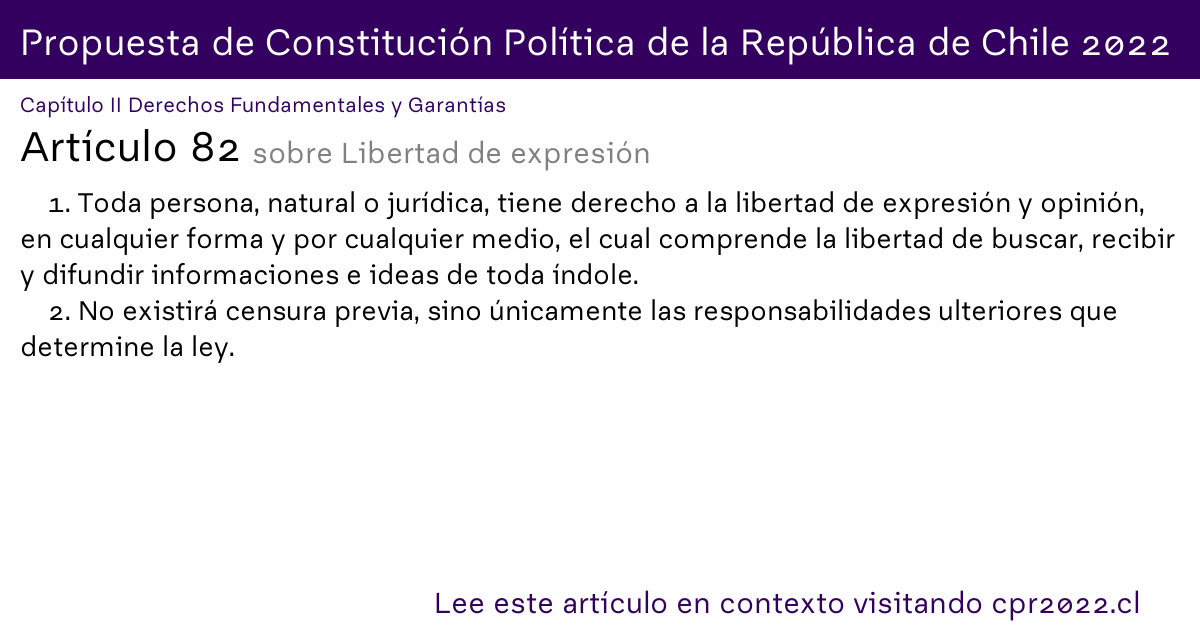 Propuesta de Constitución Política de la República de Chile 2022
Capítulo II Derechos Fundamentales y Garantías
Artículo 82 sobre Libertad de expresión
1. Toda persona, natural o jurídica, tiene derecho a la libertad de expresión y opinión,
en cualquier forma y por cualquier medio, el cual comprende la libertad de buscar, recibir
y difundir informaciones e ideas de toda índole.
2. No existirá censura previa, sino únicamente las responsabilidades ulteriores que
determine la ley.
Lee este artículo en contexto visitando cpr2022.cl